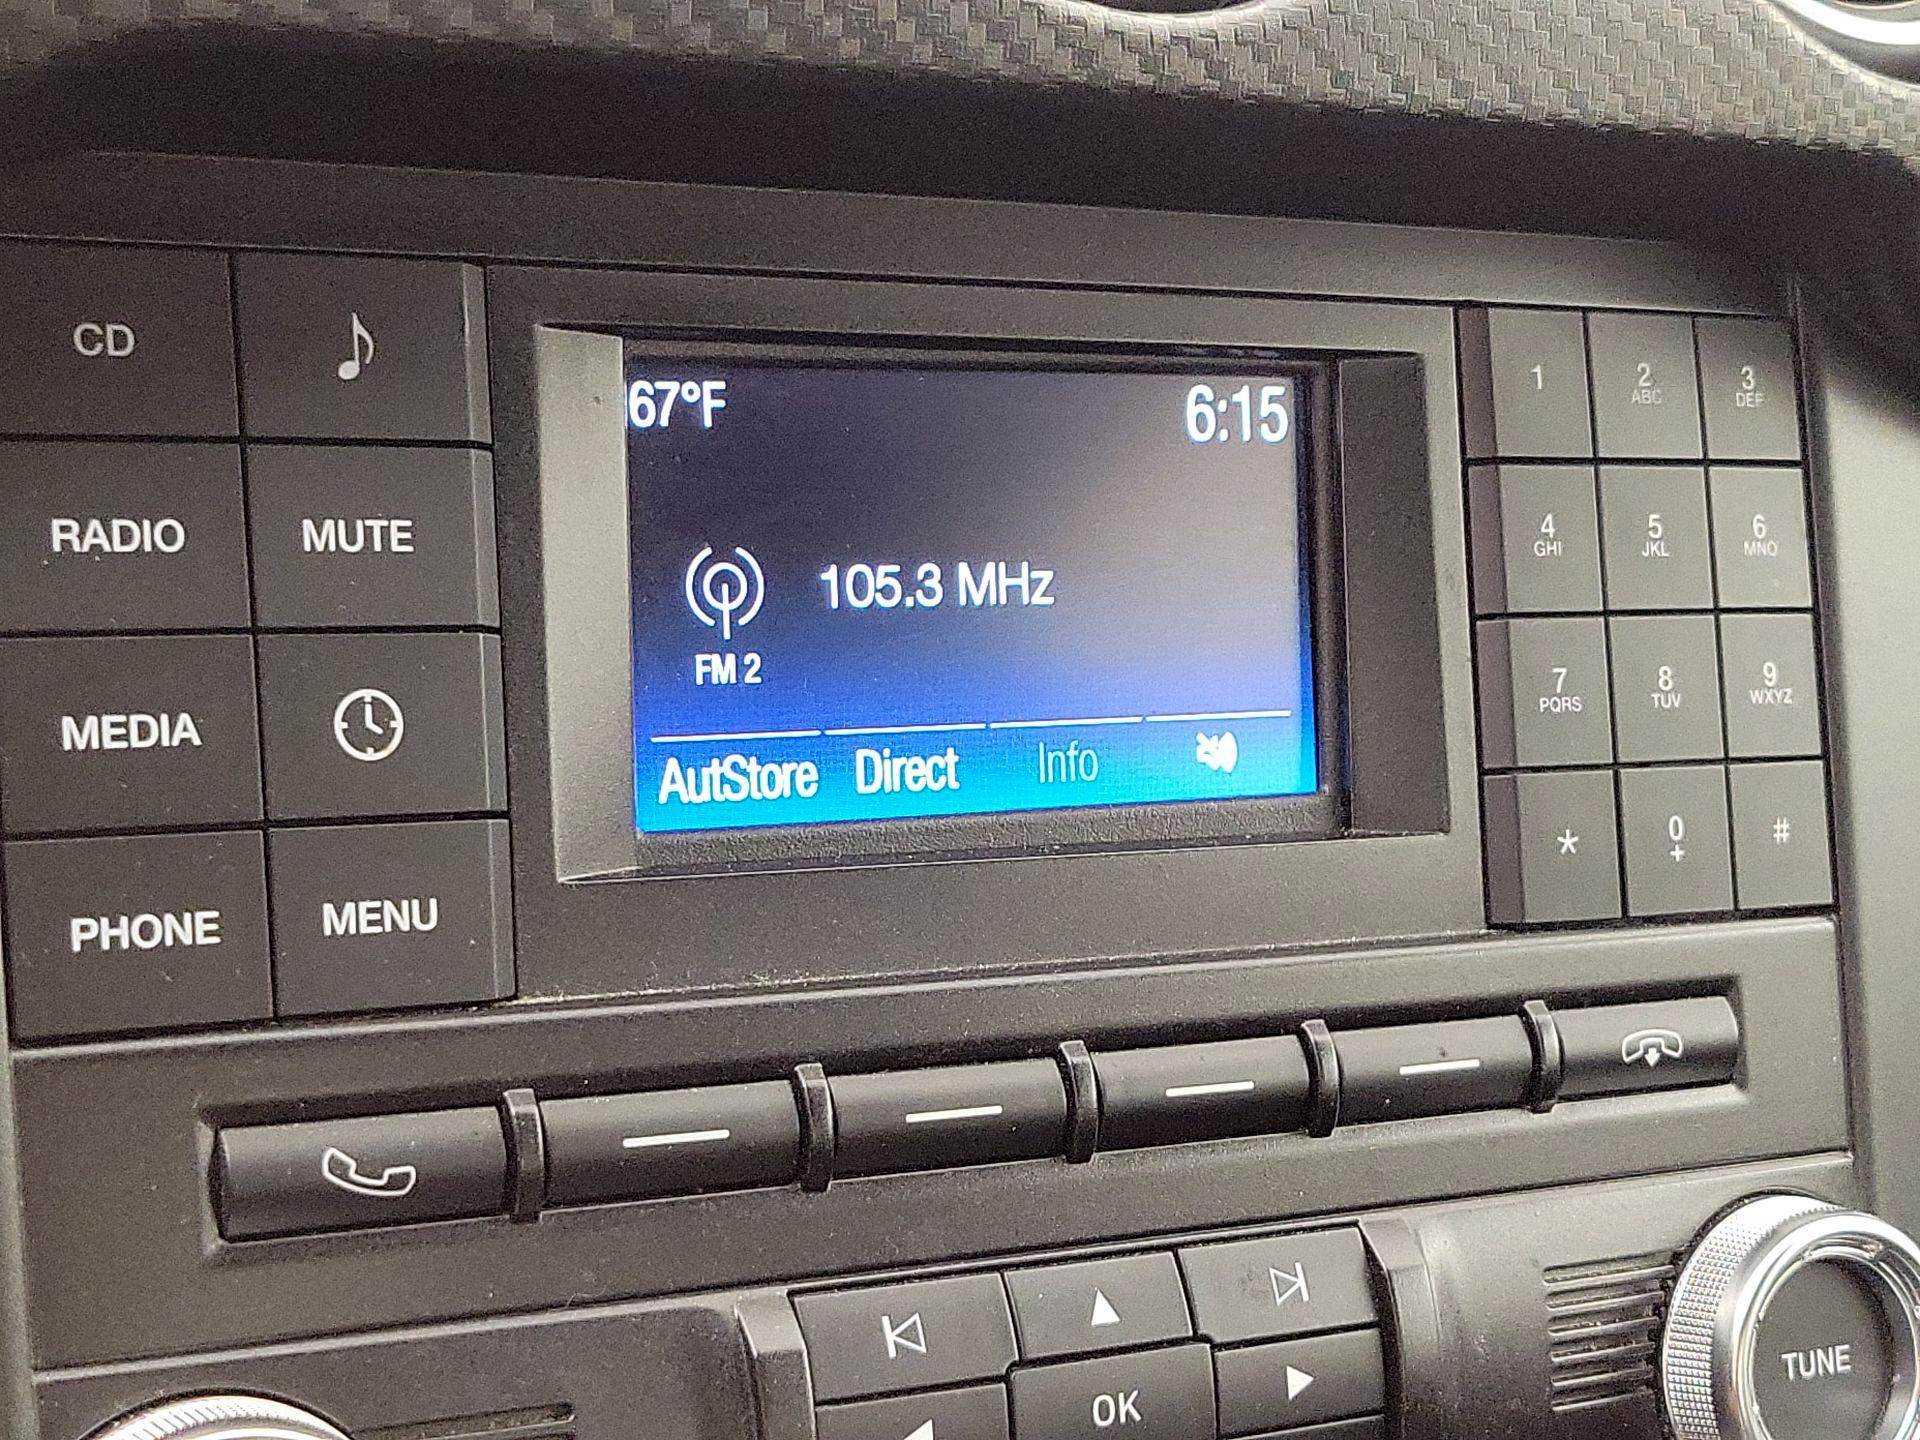 67°F 6:15
105.3 MHz
FM 2
AutStore Direct Info
CD
RADIO MUTE
MEDIA
PHONE MENU
1 2 3
ABC DEF
4 5 6
GHI JKL MNO
7 8 9
PQRS TUV WXYZ
* 0 #
+
OK
TUNE